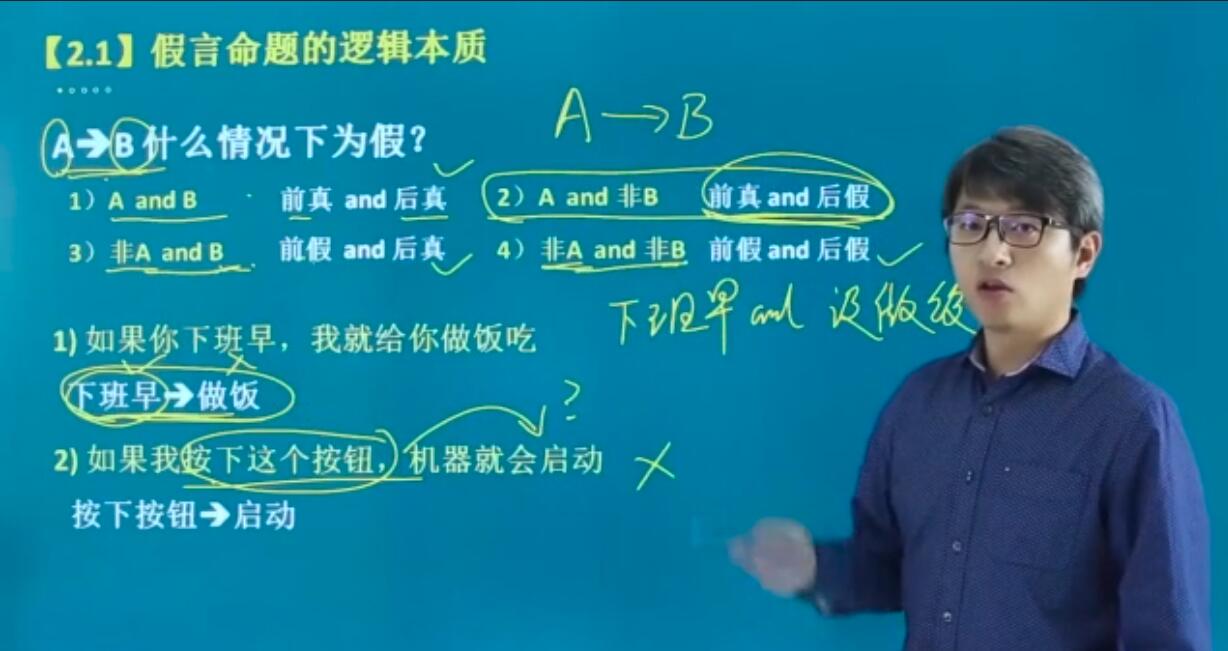 【2.1】假言命题的逻辑本质
A→B什么情况下为假？
A→B
1）A and B 前真 and 后真 2）A and 非B 前真 and 后假
3）非A and B 前假 and 后真 4）非A and 非B 前假 and 后假
下班早 and 没做饭
1) 如果你下班早，我就给你做饭吃
下班早→做饭
?
2) 如果我按下这个按钮，机器就会启动
按下按钮→启动